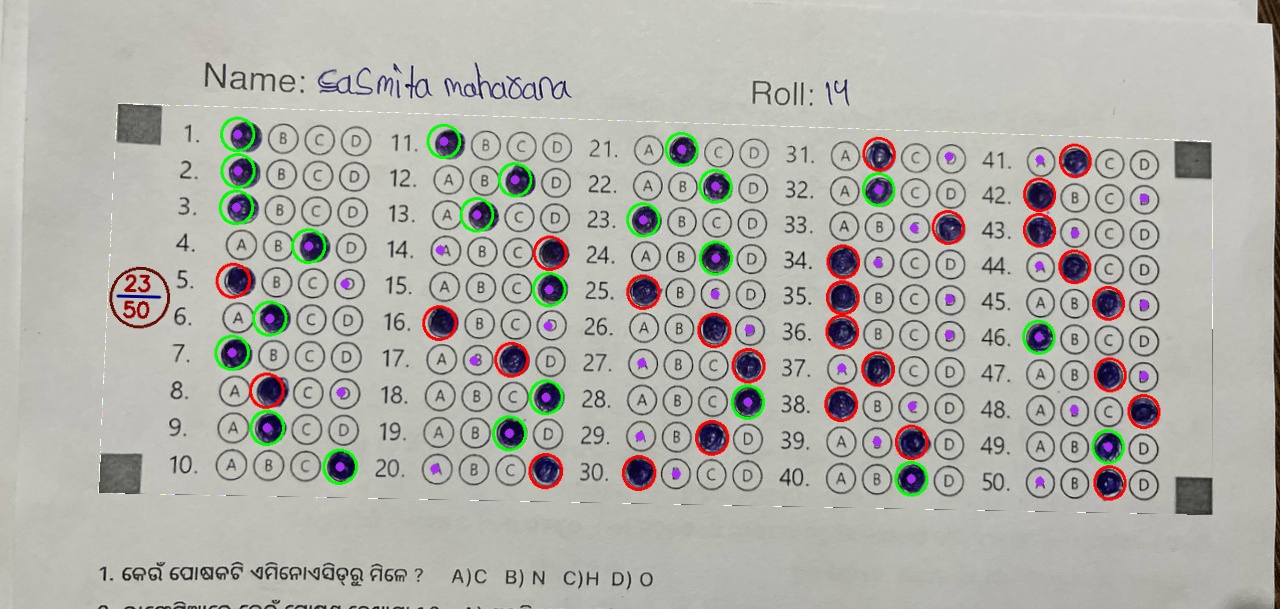 Name: Sasmita maharana
Roll: 14
1. B C D 11. B C D 21. A C D 31. A C 41. C D
2. B C D 12. A B D 22. A B D 32. A C D 42. B C
3. B C D 13. A C D 23. B C D 33. A B 43. C D
4. A B D 14. B C 24. A B D 34. C D 44. D
5. B C 15. A B C 25. B D 35. B C 45. A B
23
50
6. A C D 16. B C 26. A B 36. B C 46. B C D
7. B C D 17. A D 27. B C 37. C D 47. A B
8. A C 18. A B C 28. A B C 38. B D 48. A C
9. A C D 19. A B D 29. B D 39. A D 49. A B D
10. A B C 20. B C 30. C D 40. A B D 50. B D
1. କେଉଁ ପୋଷକଟି ଏମିନୋଏସିଡ୍‌ରୁ ମିଳେ ? A)C B) N C)H D) O